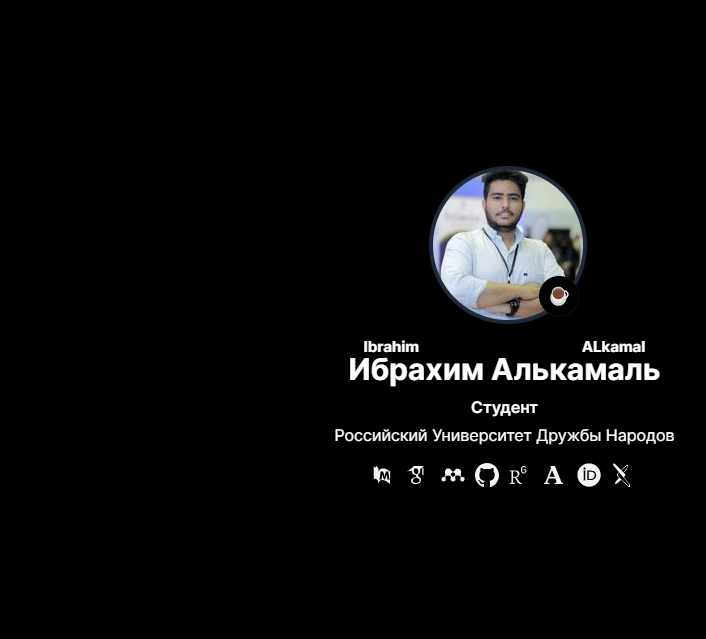 Ibrahim ALkamal
Ибрахим Алькамаль
Студент
Российский Университет Дружбы Народов